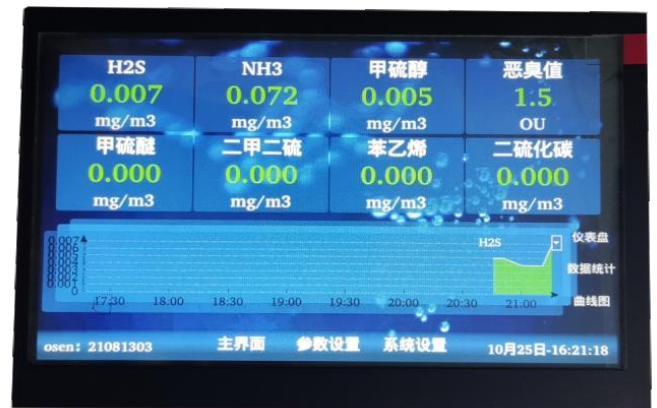 H2S NH3 甲硫醇 恶臭值
0.007 0.072 0.005 1.5
mg/m3 mg/m3 mg/m3 OU
甲硫醚 二甲二硫 苯乙烯 二硫化碳
0.000 0.000 0.000 0.000
mg/m3 mg/m3 mg/m3 mg/m3
H2S 仪表盘
0.007
0.006
0.005
0.004
0.003
0.002
0.001
0
数据统计
17:30 18:00 18:30 19:00 19:30 20:00 20:30 21:00 曲线图
osen: 21081303 主界面 参数设置 系统设置 10月25日-16:21:18